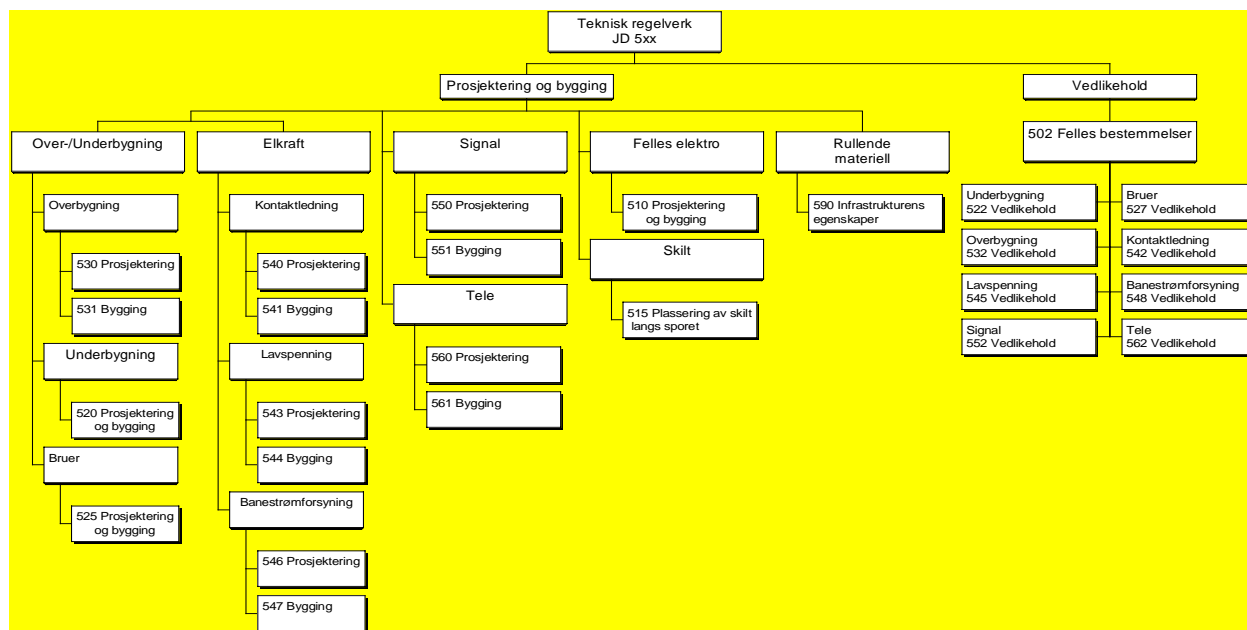 Teknisk regelverk
JD 5xx
Prosjektering og bygging
Vedlikehold
Over-/Underbygning
Elkraft
Signal
Felles elektro
Rullende
materiell
502 Felles bestemmelser
Overbygning
530 Prosjektering
531 Bygging
Underbygning
520 Prosjektering
og bygging
Bruer
525 Prosjektering
og bygging
Kontaktledning
540 Prosjektering
541 Bygging
Lavspenning
543 Prosjektering
544 Bygging
Banestrømforsyning
546 Prosjektering
547 Bygging
550 Prosjektering
551 Bygging
Tele
560 Prosjektering
561 Bygging
510 Prosjektering
og bygging
Skilt
515 Plassering av skilt
langs sporet
590 Infrastrukturens
egenskaper
Underbygning
522 Vedlikehold
Bruer
527 Vedlikehold
Overbygning
532 Vedlikehold
Kontaktledning
542 Vedlikehold
Lavspenning
545 Vedlikehold
Banestrømforsyning
548 Vedlikehold
Signal
552 Vedlikehold
Tele
562 Vedlikehold